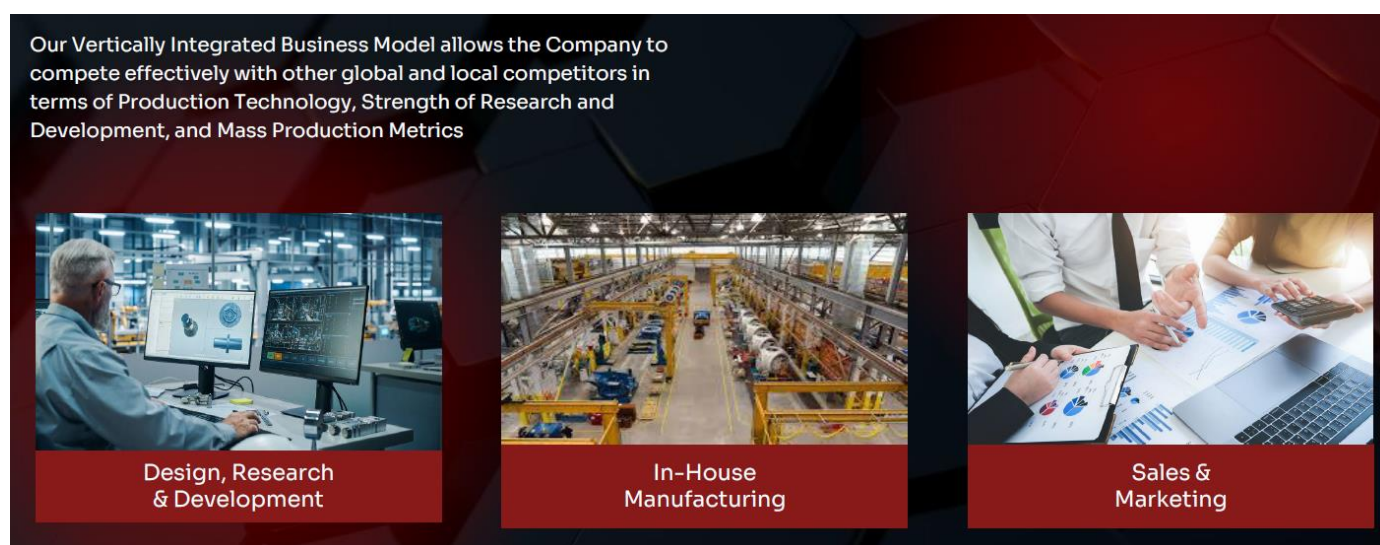 Our Vertically Integrated Business Model allows the Company to
compete effectively with other global and local competitors in
terms of Production Technology, Strength of Research and
Development, and Mass Production Metrics
Design, Research
& Development
In-House
Manufacturing
Sales &
Marketing